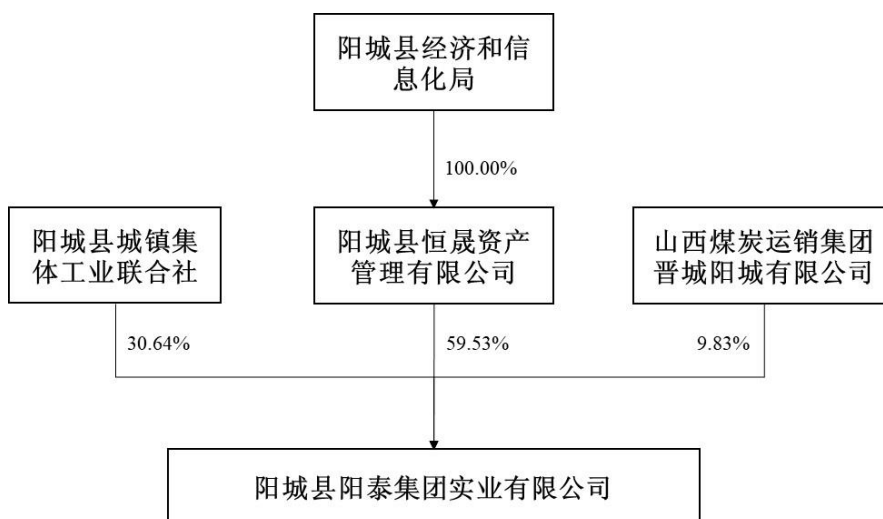 阳城县经济和信
息化局
100.00%
阳城县城镇集
体工业联合社
阳城县恒晟资产
管理有限公司
山西煤炭运销集团
晋城阳城有限公司
30.64%
59.53%
9.83%
阳城县阳泰集团实业有限公司